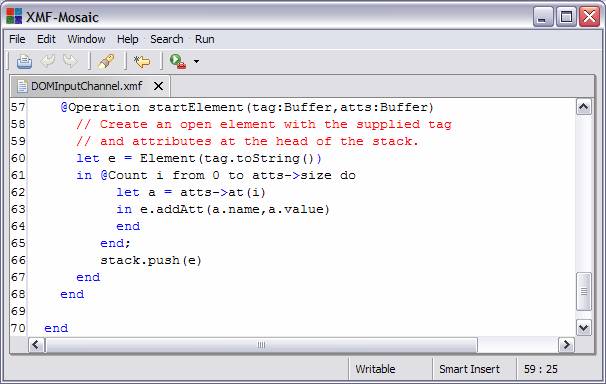 XMF-Mosaic
File Edit Window Help Search Run
DOMInputChannel.xmf
57 @Operation startElement(tag:Buffer,atts:Buffer)
58 // Create an open element with the supplied tag
59 // and attributes at the head of the stack.
60 let e = Element(tag.toString())
61 in @Count i from 0 to atts->size do
62 let a = atts->at(i)
63 in e.addAtt(a.name,a.value)
64 end
65 end;
66 stack.push(e)
67 end
68 end
69
70 end
Writable Smart Insert 59 : 25